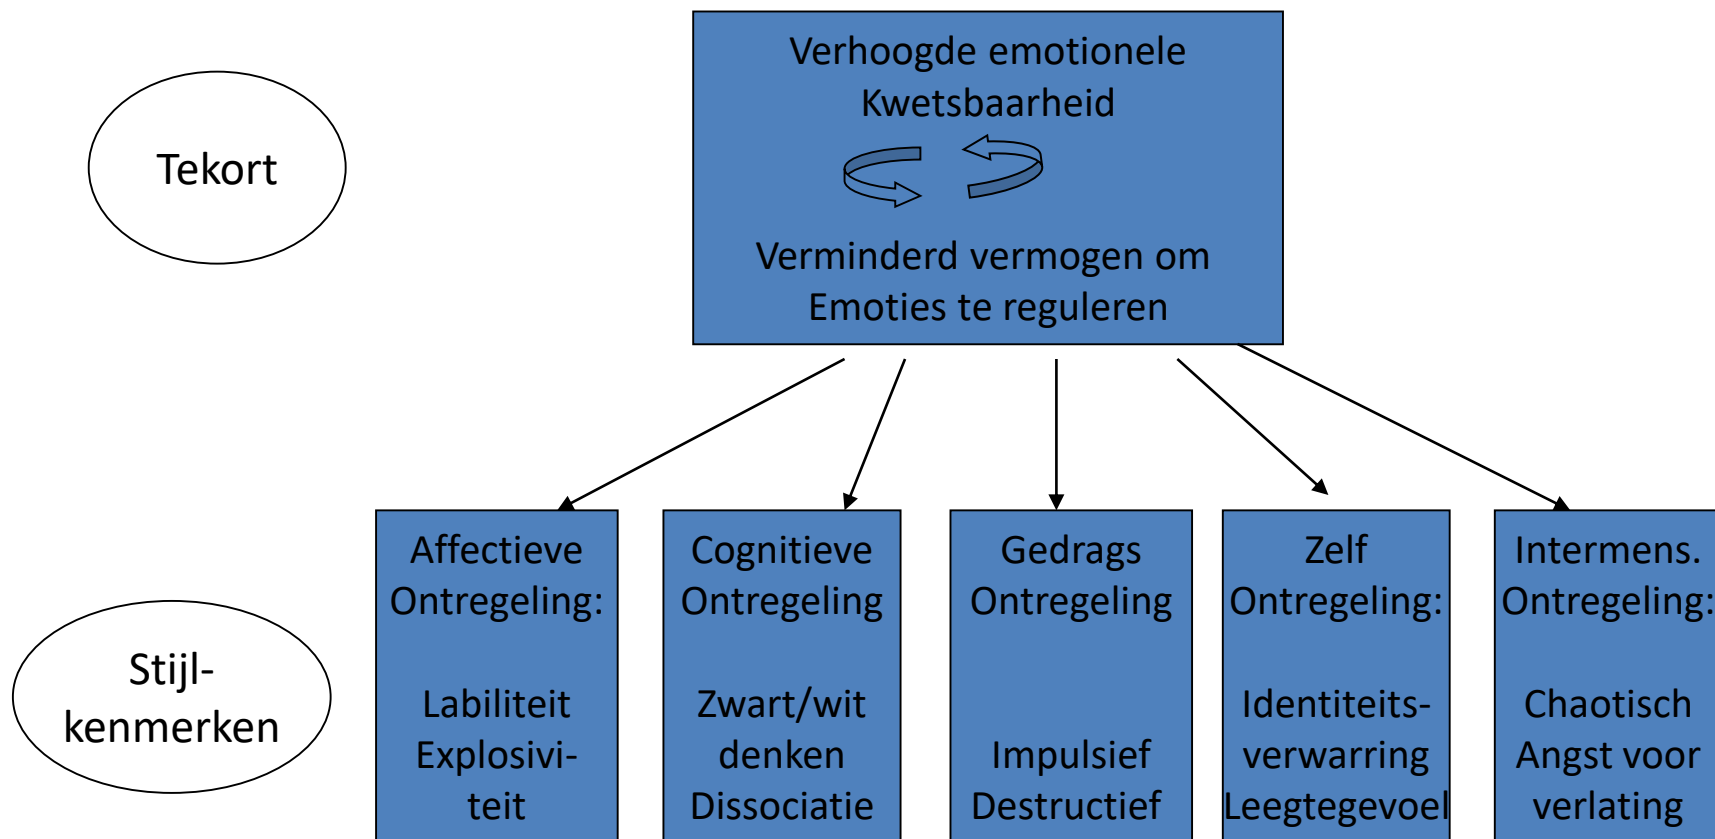 Tekort
Verhoogde emotionele
Kwetsbaarheid
Verminderd vermogen om
Emoties te reguleren
Stijl-
kenmerken
Affectieve
Ontregeling:
Labiliteit
Explosivi-
teit
Cognitieve
Ontregeling
Zwart/wit
denken
Dissociatie
Gedrags
Ontregeling
Impulsief
Destructief
Zelf
Ontregeling:
Identiteits-
verwarring
Leegtegevoel
Intermens.
Ontregeling:
Chaotisch
Angst voor
verlating